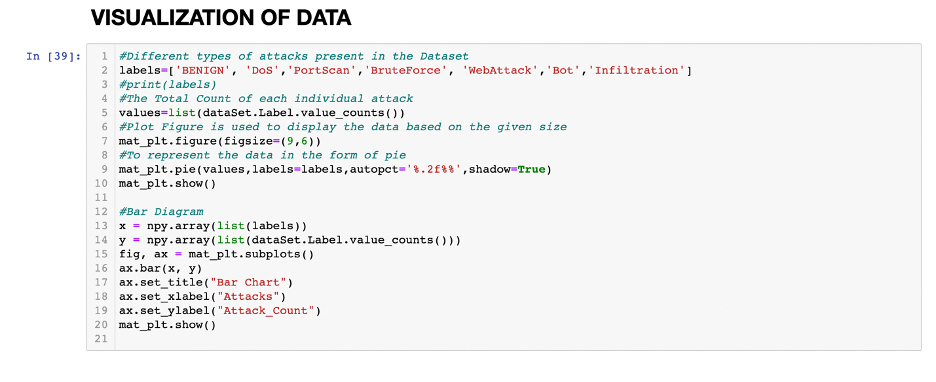 VISUALIZATION OF DATA
In [39]:
1 #Different types of attacks present in the Dataset
2 labels=['BENIGN', 'DoS','PortScan','BruteForce', 'WebAttack','Bot','Infiltration']
3 #print(labels)
4 #The Total Count of each individual attack
5 values=list(dataSet.Label.value_counts())
6 #Plot Figure is used to display the data based on the given size
7 mat_plt.figure(figsize=(9,6))
8 #To represent the data in the form of pie
9 mat_plt.pie(values,labels=labels,autopct='%.2f%%',shadow=True)
10 mat_plt.show()
11
12 #Bar Diagram
13 x = npy.array(list(labels))
14 y = npy.array(list(dataSet.Label.value_counts()))
15 fig, ax = mat_plt.subplots()
16 ax.bar(x, y)
17 ax.set_title("Bar Chart")
18 ax.set_xlabel("Attacks")
19 ax.set_ylabel("Attack_Count")
20 mat_plt.show()
21